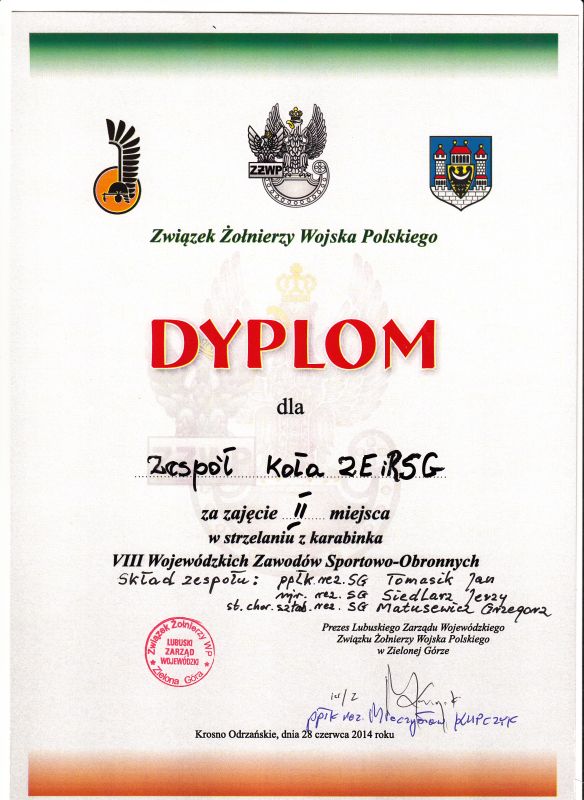 ZŻWP
Związek Żołnierzy Wojska Polskiego
DYPLOM
dla
Zespół Koła ZEiRSG
za zajęcie II miejsca
w strzelaniu z karabinka
VIII Wojewódzkich Zawodów Sportowo-Obronnych
Skład zespołu: ppłk. rez. SG Tomasik Jan
mjr. rez. SG Siedlarz Jerzy
st. chor. sztab. rez. SG Matusewicz Grzegorz
Prezes Lubuskiego Zarządu Wojewódzkiego
Związku Żołnierzy Wojska Polskiego
w Zielonej Górze
Związek Żołnierzy WP
LUBUSKI
ZARZĄD
WOJEWÓDZKI
Zielona Góra
ppłk rez. Mieczysław
Krosno Odrzańskie, dnia 28 czerwca 2014 roku